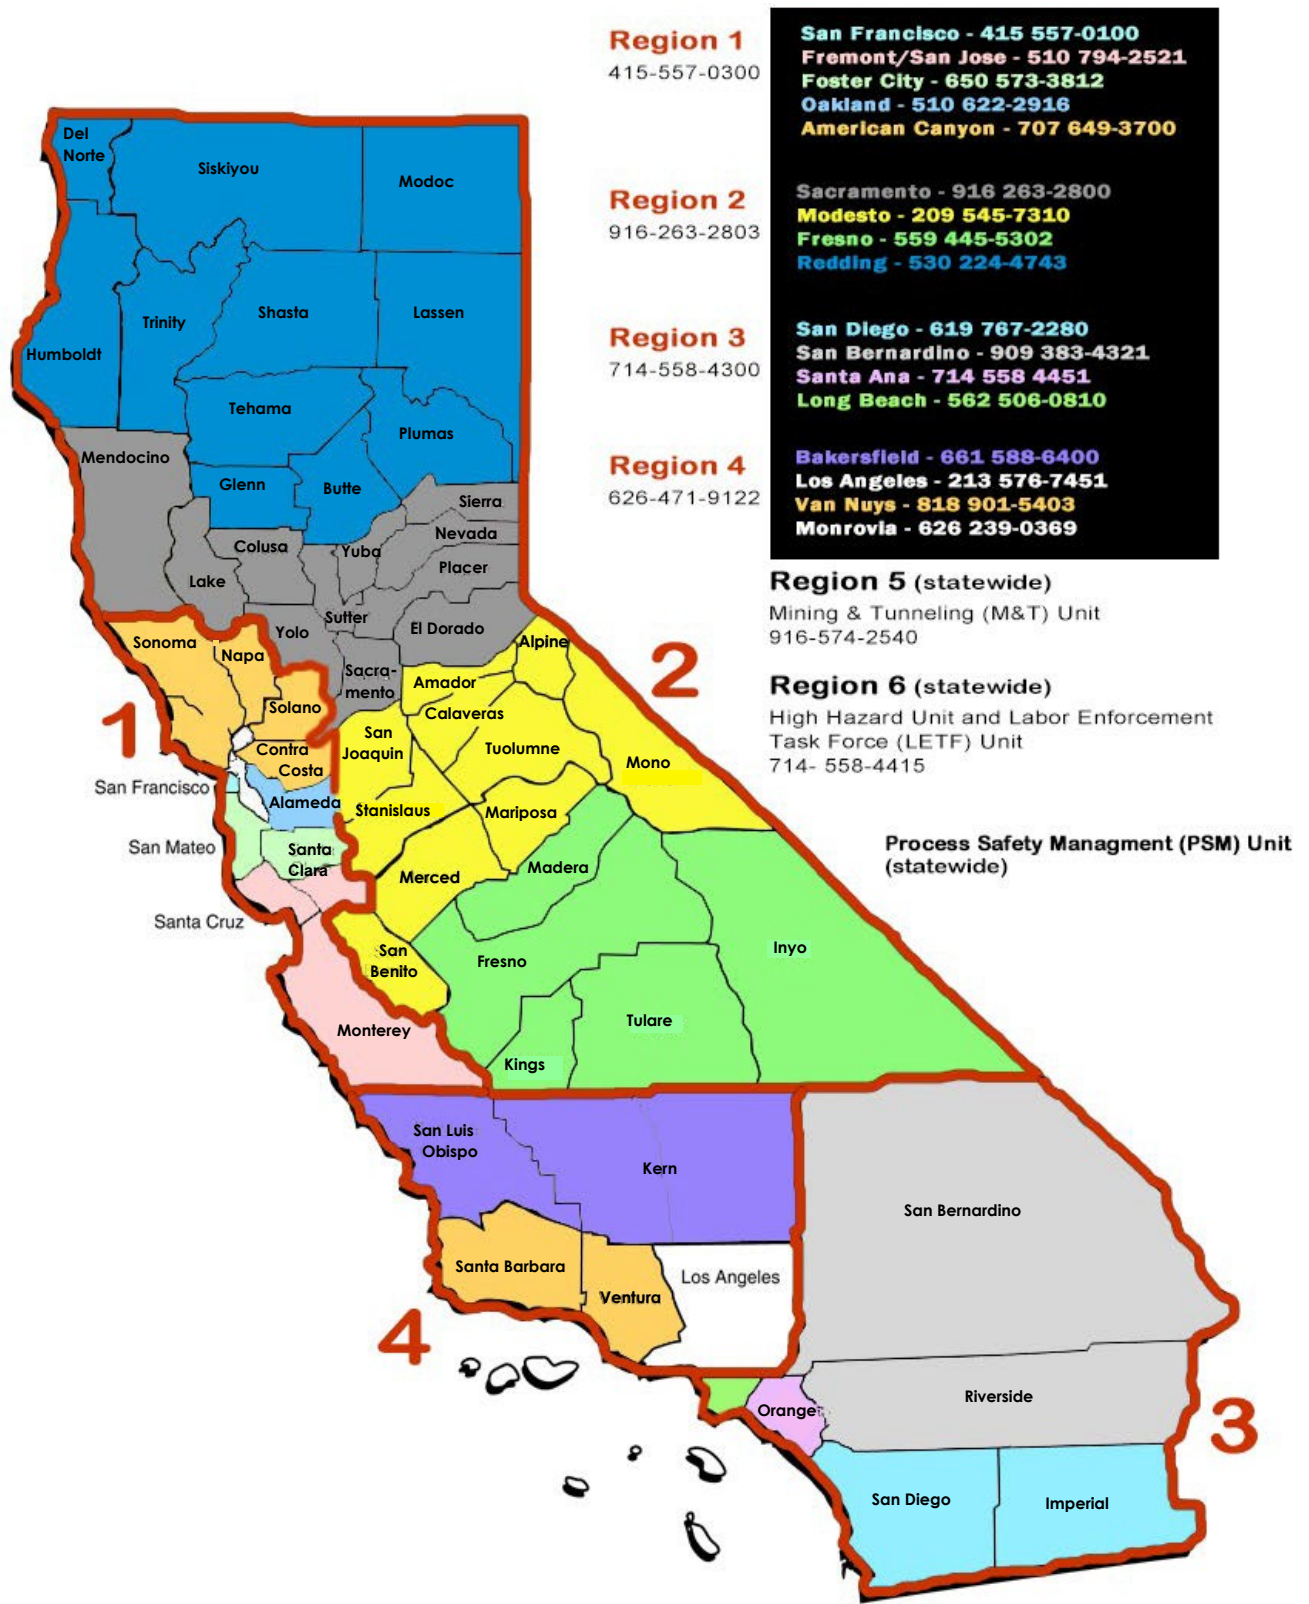 Region 1
415-557-0300
San Francisco - 415 557-0100
Fremont/San Jose - 510 794-2521
Foster City - 650 573-3812
Oakland - 510 622-2916
American Canyon - 707 649-3700
Region 2
916-263-2803
Sacramento - 916 263-2800
Modesto - 209 545-7310
Fresno - 559 445-5302
Redding - 530 224-4743
Region 3
714-558-4300
San Diego - 619 767-2280
San Bernardino - 909 383-4321
Santa Ana - 714 558 4451
Long Beach - 562 506-0810
Region 4
626-471-9122
Bakersfield - 661 588-6400
Los Angeles - 213 576-7451
Van Nuys - 818 901-5403
Monrovia - 626 239-0369
Region 5 (statewide)
Mining & Tunneling (M&T) Unit
916-574-2540
Region 6 (statewide)
High Hazard Unit and Labor Enforcement
Task Force (LETF) Unit
714- 558-4415
Process Safety Managment (PSM) Unit
(statewide)
Del
Norte
Siskiyou
Modoc
Humboldt
Trinity
Shasta
Lassen
Tehama
Plumas
Mendocino
Glenn
Butte
Sierra
Nevada
Colusa
Yuba
Placer
Lake
Sutter
Yolo
El Dorado
Sonoma
Napa
Alpine
Sacra-
mento
Amador
Solano
Calaveras
San
Joaquin
Tuolumne
Contra
Costa
Mono
San Francisco
Alameda
Stanislaus
Mariposa
San Mateo
Santa
Clara
Merced
Madera
Santa Cruz
San
Benito
Fresno
Inyo
Monterey
Tulare
Kings
San Luis
Obispo
Kern
San Bernardino
Santa Barbara
Ventura
Los Angeles
Orange
Riverside
San Diego
Imperial
1
2
3
4